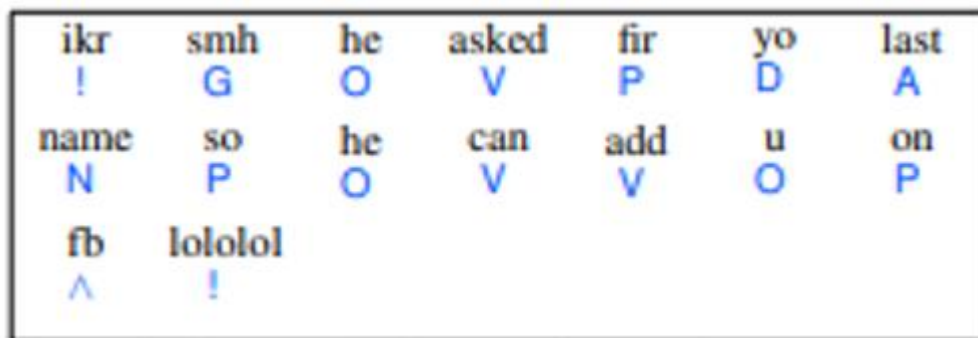 ikr smh he asked fir yo last
! G O V P D A
name so he can add u on
N P O V V O P
fb lololol
^ !